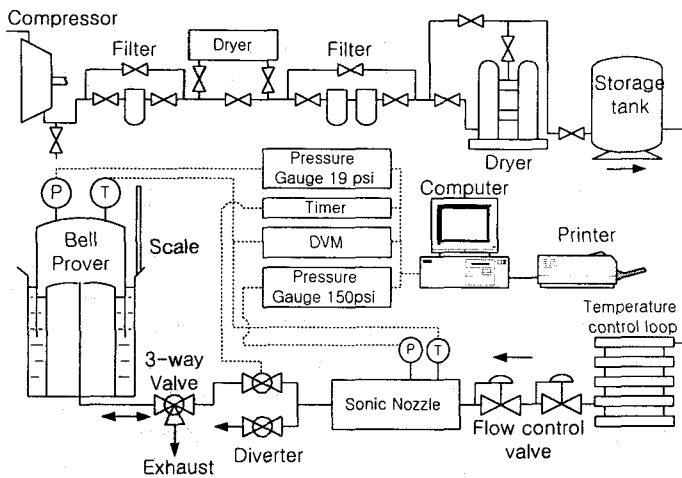 Compressor
Filter
Dryer
Filter
Storage
tank
Dryer
Pressure
Gauge 19 psi
Timer
DVM
Pressure
Gauge 150psi
Computer
Printer
P
T
Bell
Prover
Scale
Temperature
control loop
3-way
Valve
P
T
Sonic Nozzle
Flow control
valve
Diverter
Exhaust